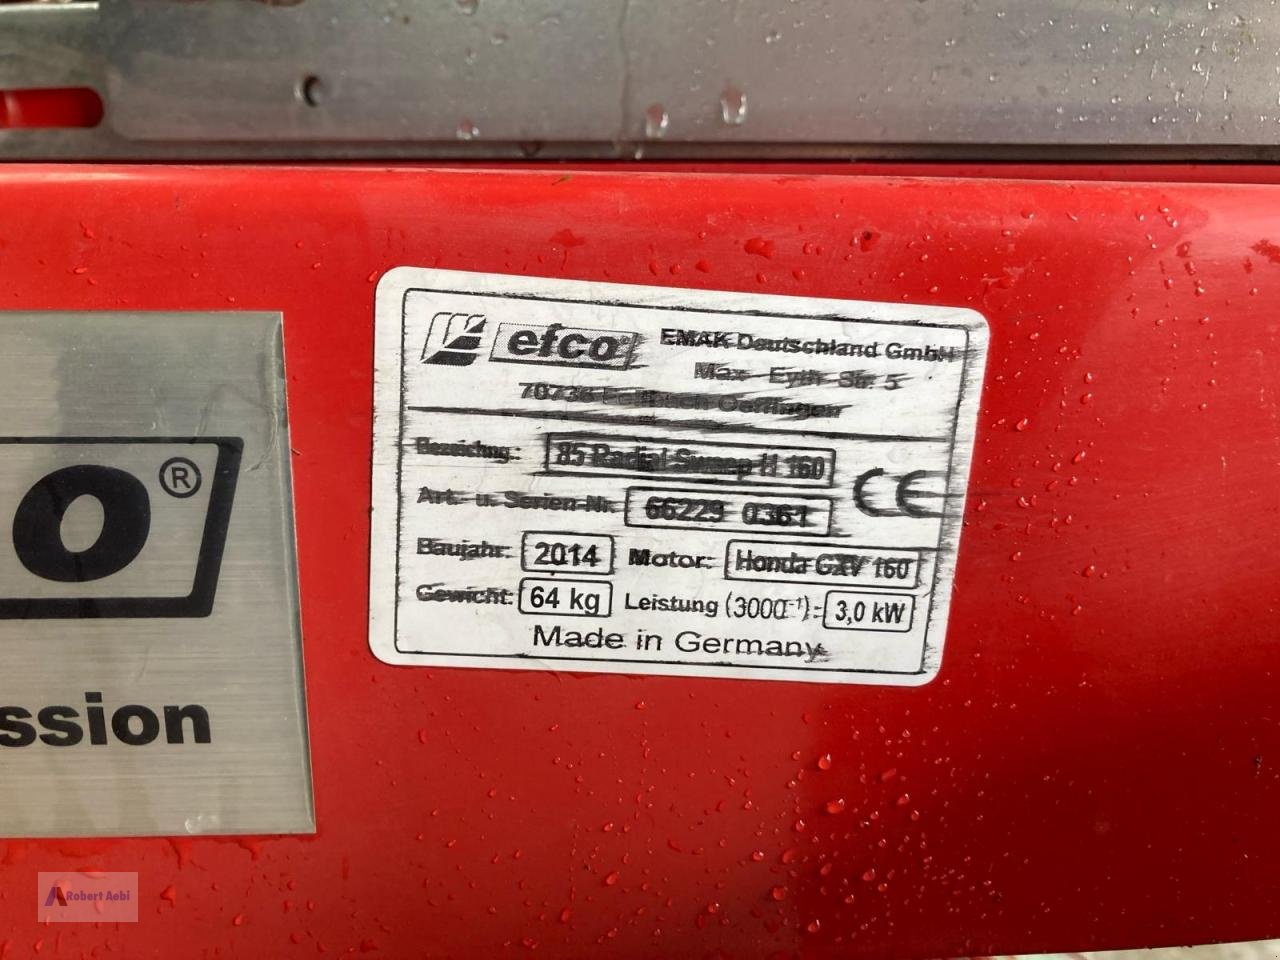 efco EMAK Deutschland GmbH
Max - Eyth - Str. 5
70736 Fellbach Oeffingen
Bezeichng.: 85 Radial Sweep H 160
Art.- u. Serien-Nr. 66229 0361 CE
Baujahr: 2014 Motor: Honda GXV 160
Gewicht: 64 kg Leistung (3000⁻¹): 3,0 kW
Made in Germany
o®
ssion
Robert Aebi